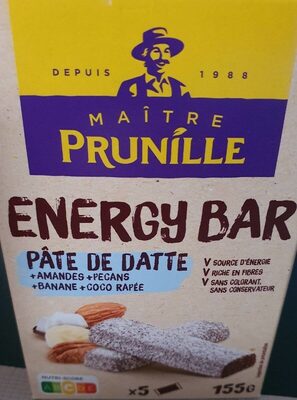 DEPUIS 1988
MAÎTRE
PRUNILLE
ENERGY BAR
PÂTE DE DATTE
+AMANDES +PECANS
+BANANE +COCO RAPÉE
SOURCE D'ÉNERGIE
RICHE EN FIBRES
SANS COLORANT,
SANS CONSERVATEUR
NUTRI-SCORE
x5
155G